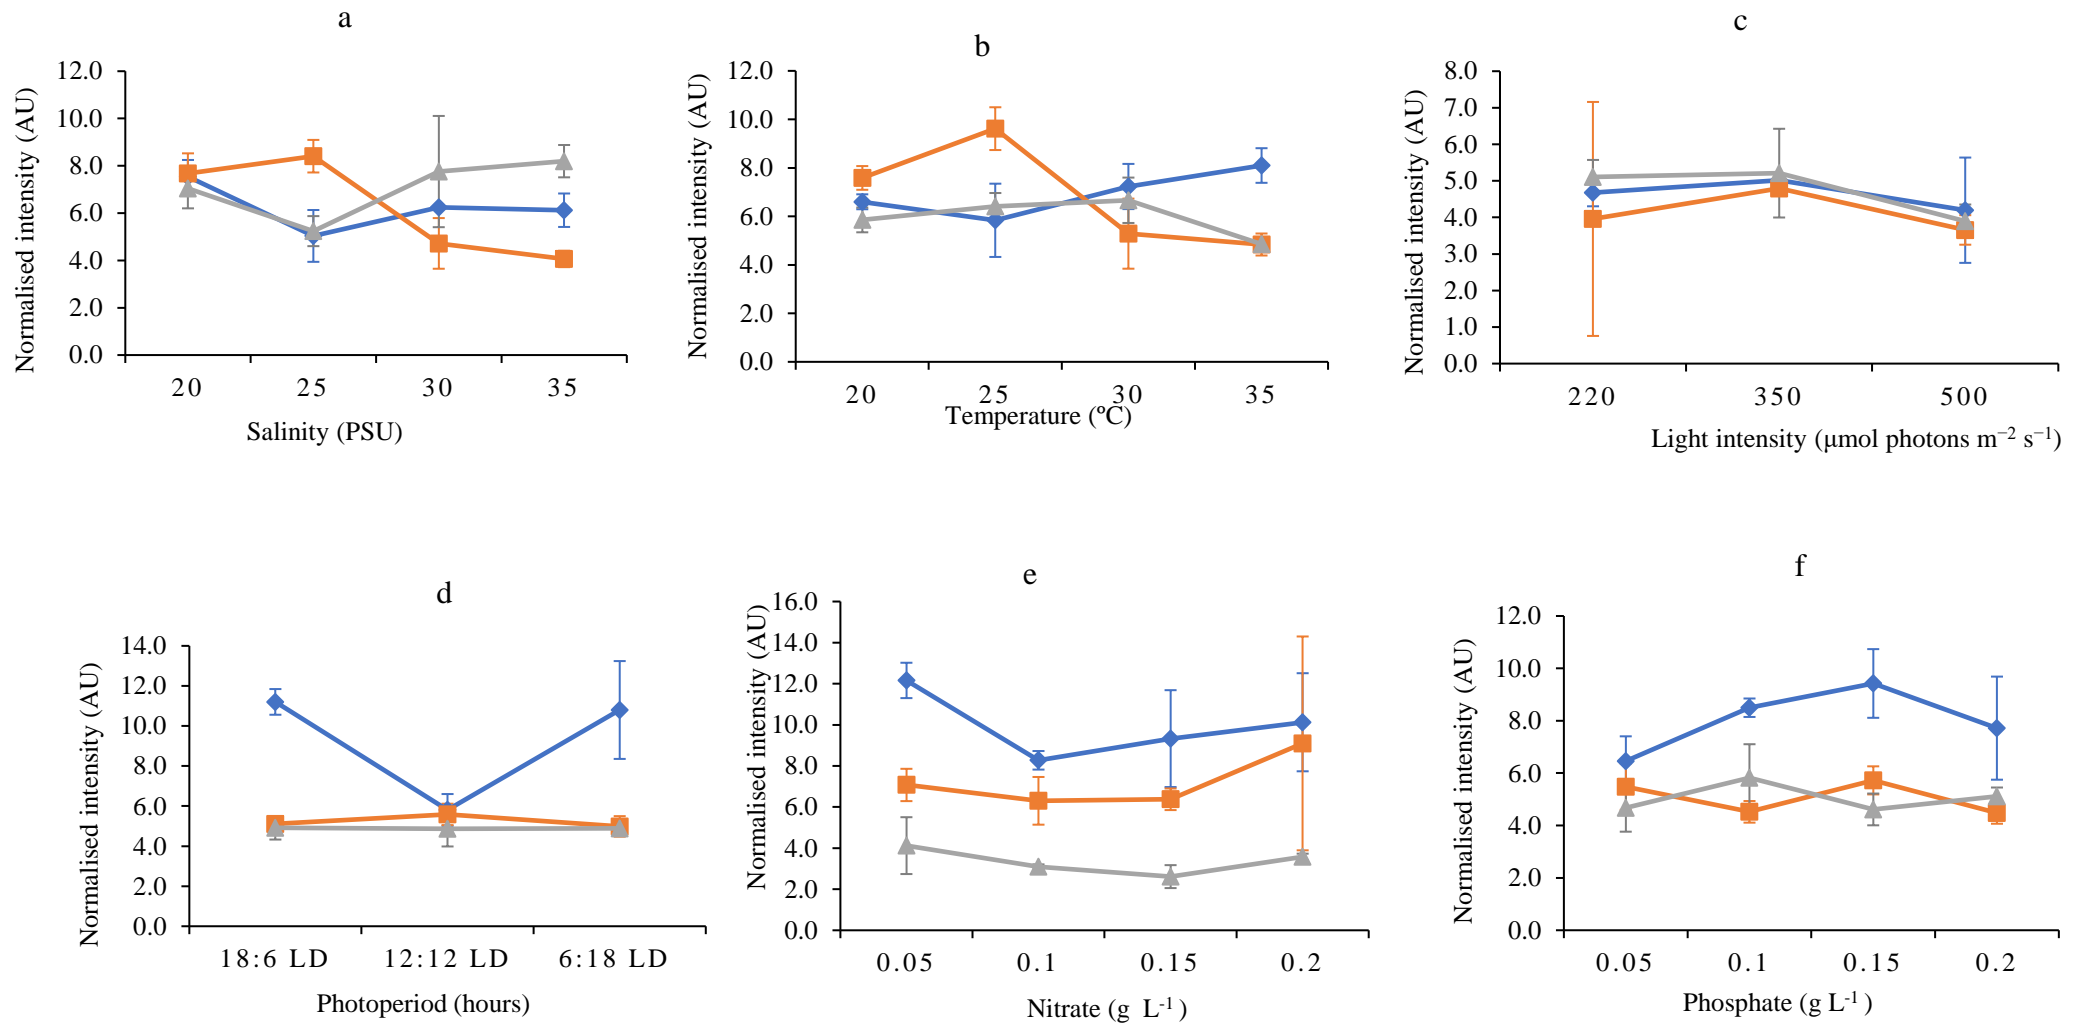 a
12.0
10.0
8.0
6.0
4.0
2.0
0.0
Normalised intensity (AU)
20 25 30 35
Salinity (PSU)
b
12.0
10.0
8.0
6.0
4.0
2.0
0.0
Normalised intensity (AU)
20 25 30 35
Temperature (ºC)
c
8.0
7.0
6.0
5.0
4.0
3.0
2.0
1.0
0.0
Normalised intensity (AU)
220 350 500
Light intensity (μmol photons m⁻² s⁻¹)
d
14.0
12.0
10.0
8.0
6.0
4.0
2.0
0.0
Normalised intensity (AU)
18:6 LD 12:12 LD 6:18 LD
Photoperiod (hours)
e
16.0
14.0
12.0
10.0
8.0
6.0
4.0
2.0
0.0
Normalised intensity (AU)
0.05 0.1 0.15 0.2
Nitrate (g L⁻¹)
f
12.0
10.0
8.0
6.0
4.0
2.0
0.0
Normalised intensity (AU)
0.05 0.1 0.15 0.2
Phosphate (g L⁻¹)